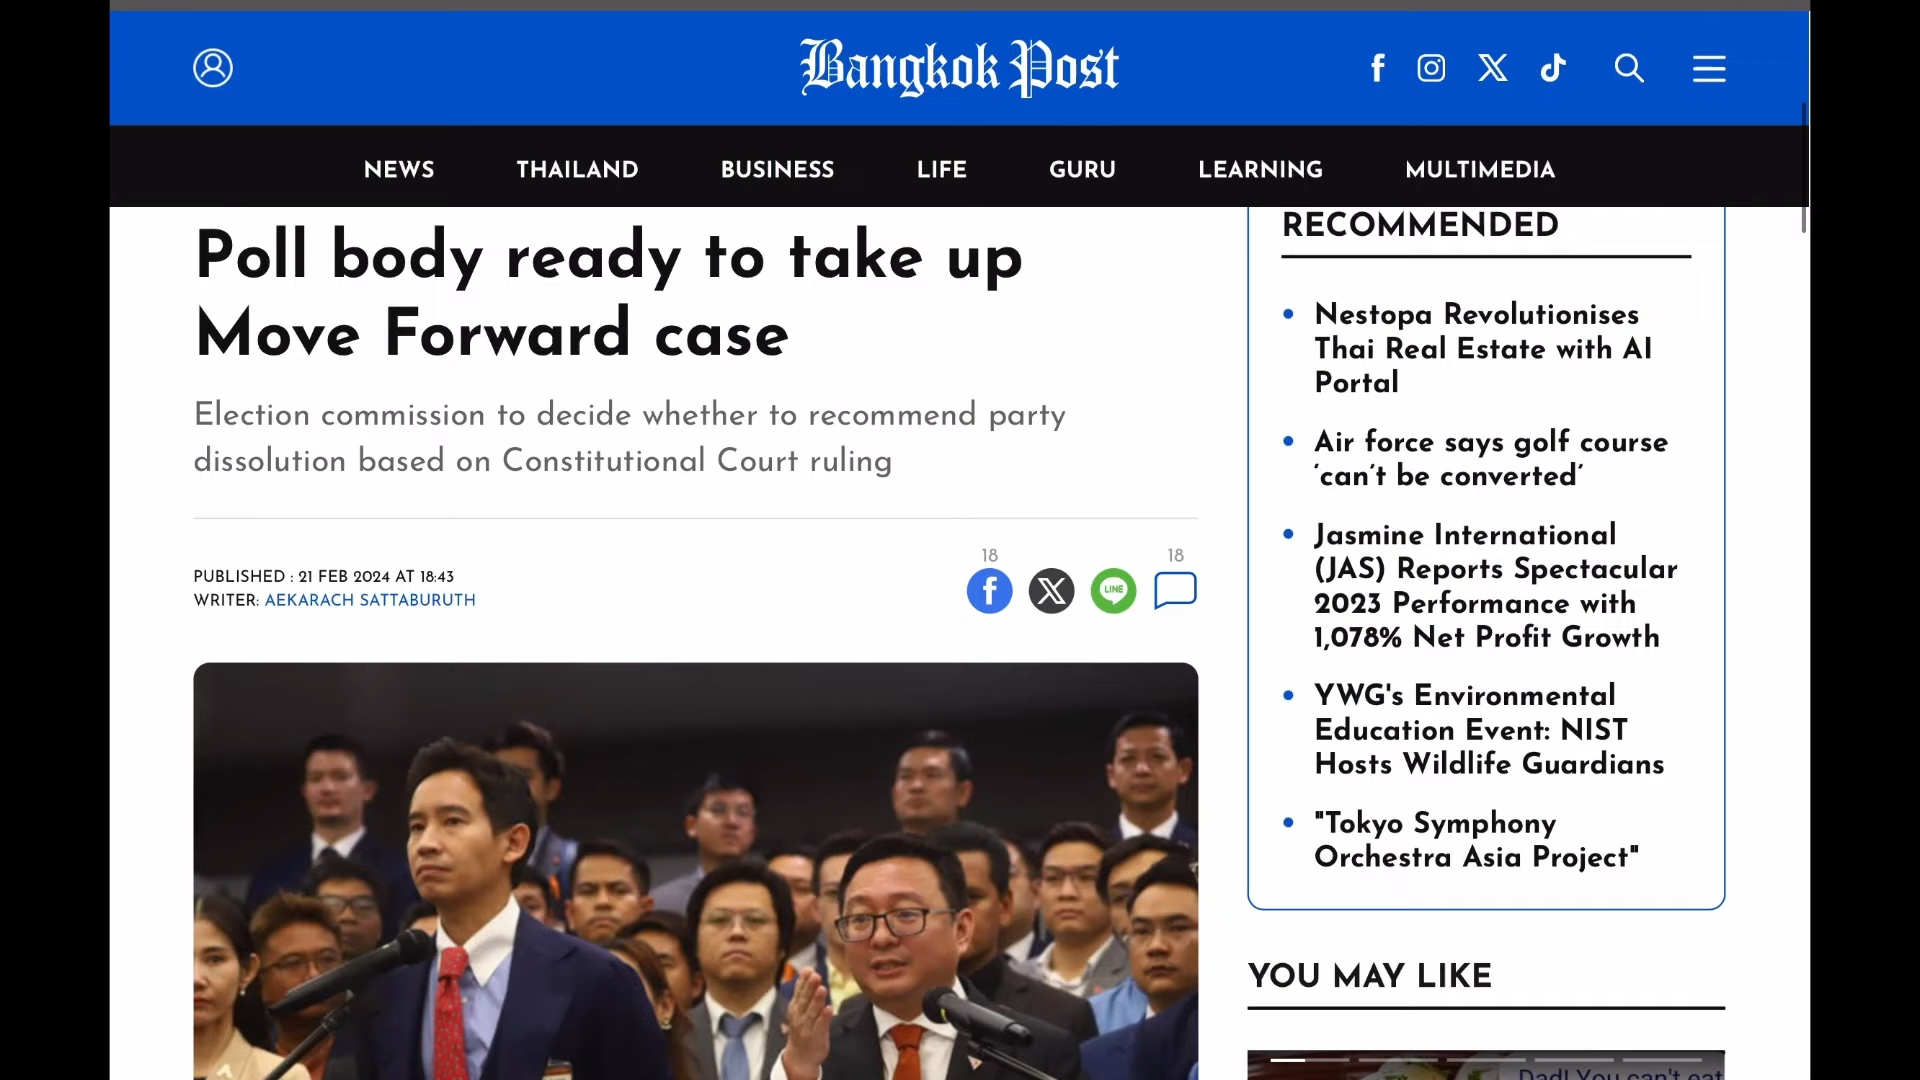 Bangkok Post
NEWS THAILAND BUSINESS LIFE GURU LEARNING MULTIMEDIA
Poll body ready to take up
Move Forward case
Election commission to decide whether to recommend party
dissolution based on Constitutional Court ruling
PUBLISHED : 21 FEB 2024 AT 18:43
WRITER: AEKARACH SATTABURUTH
18
18
LINE
RECOMMENDED
Nestopa Revolutionises
Thai Real Estate with AI
Portal
Air force says golf course
‘can’t be converted’
Jasmine International
(JAS) Reports Spectacular
2023 Performance with
1,078% Net Profit Growth
YWG's Environmental
Education Event: NIST
Hosts Wildlife Guardians
"Tokyo Symphony
Orchestra Asia Project"
YOU MAY LIKE
Dad! You can't eat